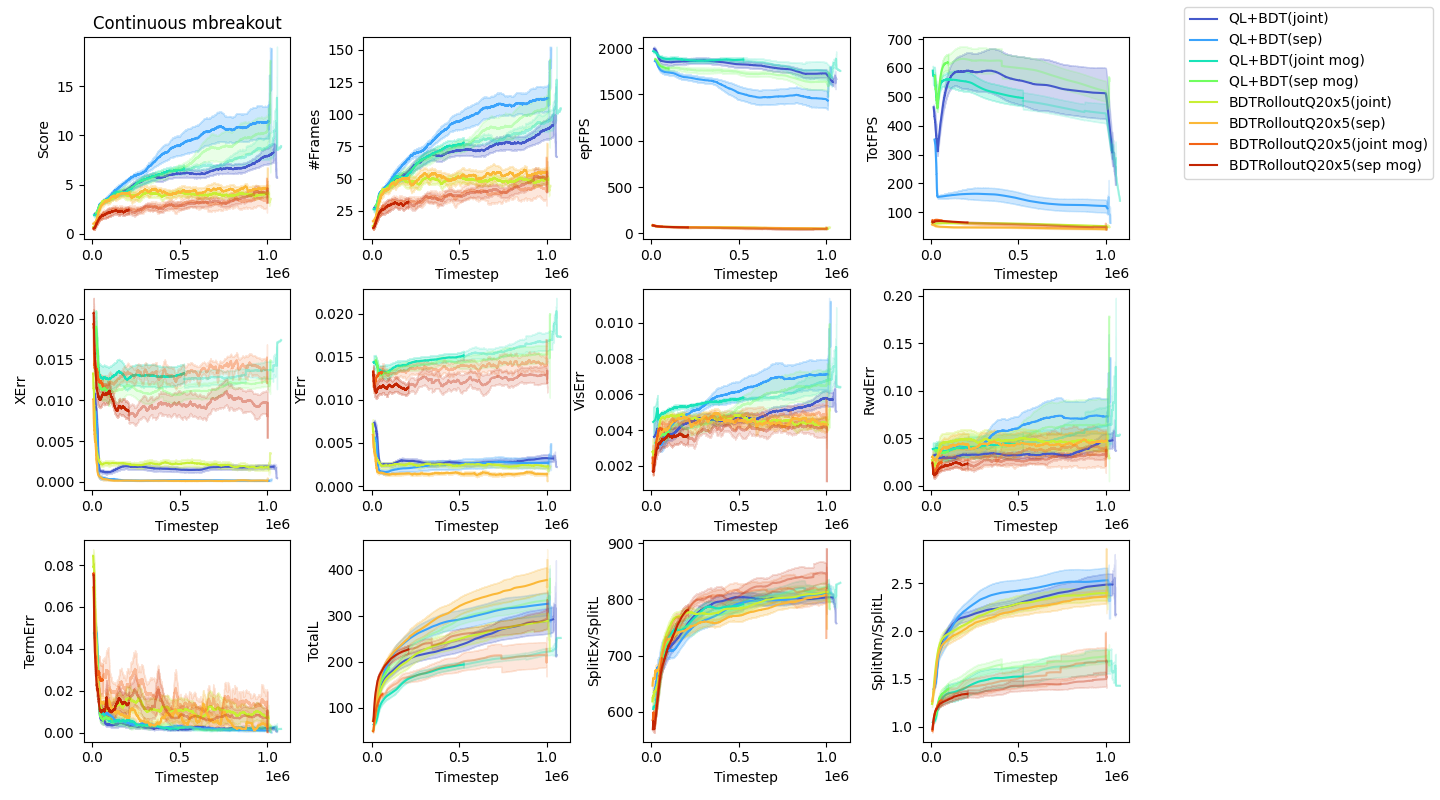 Continuous mbreakout
QL+BDT(joint)
QL+BDT(sep)
QL+BDT(joint mog)
QL+BDT(sep mog)
BDTRolloutQ20x5(joint)
BDTRolloutQ20x5(sep)
BDTRolloutQ20x5(joint mog)
BDTRolloutQ20x5(sep mog)
Score
15
10
5
0
0.0 0.5 1.0
1e6
Timestep
#Frames
150
125
100
75
50
25
0.0 0.5 1.0
1e6
Timestep
epFPS
2000
1500
1000
500
0
0.0 0.5 1.0
1e6
Timestep
TotFPS
700
600
500
400
300
200
100
0.0 0.5 1.0
1e6
Timestep
XErr
0.020
0.015
0.010
0.005
0.000
0.0 0.5 1.0
1e6
Timestep
YErr
0.020
0.015
0.010
0.005
0.000
0.0 0.5 1.0
1e6
Timestep
VisErr
0.010
0.008
0.006
0.004
0.002
0.0 0.5 1.0
1e6
Timestep
RwdErr
0.20
0.15
0.10
0.05
0.00
0.0 0.5 1.0
1e6
Timestep
TermErr
0.08
0.06
0.04
0.02
0.00
0.0 0.5 1.0
1e6
Timestep
TotalL
400
300
200
100
0.0 0.5 1.0
1e6
Timestep
SplitEx/SplitL
900
800
700
600
0.0 0.5 1.0
1e6
Timestep
SplitNm/SplitL
2.5
2.0
1.5
1.0
0.0 0.5 1.0
1e6
Timestep